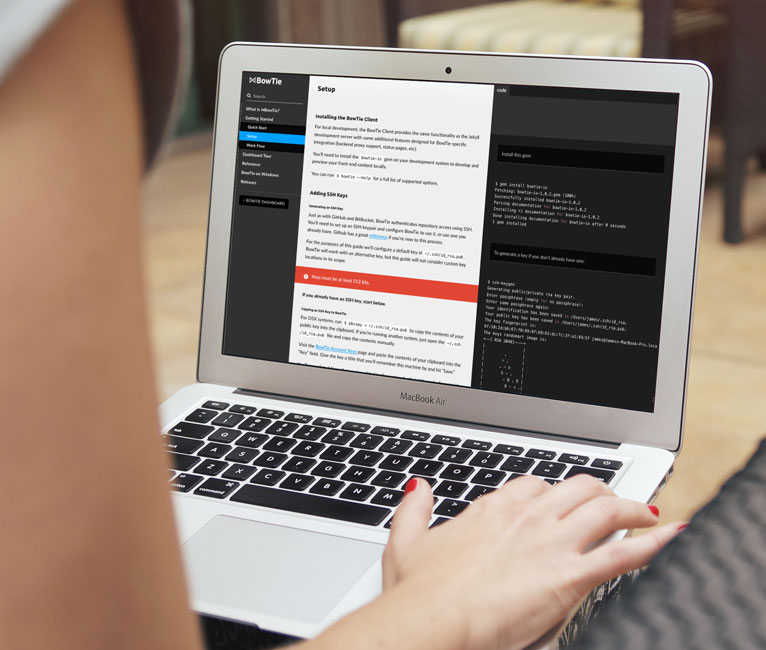 BowTie
Search
What is mBowTie?
Getting Started
Quick Start
Setup
Work Flow
Dashboard Tour
Reference
BowTie on Windows
Releases
‹ BOWTIE DASHBOARD
Setup
Installing the BowTie Client
For local development, the BowTie Client provides the same functionality as the Jekyll
development server with some additional features designed for BowTie-specific
integration (backend proxy support, status pages, etc).
You'll need to install the bowtie-io gem on your development system to develop and
preview your front-end content locally.
You can run $ bowtie --help for a full list of supported options.
Adding SSH Keys
Generating an SSH Key
Just as with GitHub and BitBucket, BowTie authenticates repository access using SSH.
You'll need to set up an SSH keypair and configure BowTie to use it, or use one you
already have. Github has a great reference if you're new to this process.
For the purposes of this guide we'll configure a default key at ~/.ssh/id_rsa.pub.
BowTie will work with an alternative key, but this guide will not consider custom key
locations in its scope.
Keys must be at least 512 bits.
If you already have an SSH key, start below.
Copying an SSH Key to BowTie
For OSX systems, run $ pbcopy < ~/.ssh/id_rsa.pub to copy the contents of your
public key into the clipboard. If you're running another system, just open the ~/.ssh
/id_rsa.pub file and copy the contents manually.
Visit the BowTie Account Keys page and paste the contents of your clipboard into the
"Key" field. Give the key a title that you'll remember this machine by and hit "Save."
code
Install this gem:
$ gem install bowtie-io
Fetching: bowtie-io-1.0.2.gem (100%)
Successfully installed bowtie-io-1.0.2
Parsing documentation for bowtie-io-1.0.2
Installing ri documentation for bowtie-io-1.0.2
Done installing documentation for bowtie-io after 0 seconds
1 gem installed
To generate a key if you don't already have one:
$ ssh-keygen
Generating public/private rsa key pair.
Enter passphrase (empty for no passphrase):
Enter same passphrase again:
Your identification has been saved in /Users/james/.ssh/id_rsa.
Your public key has been saved in /Users/james/.ssh/id_rsa.pub.
The key fingerprint is:
The key's randomart image is:
+--[ RSA 2048]----+
MacBook Air
W E R T Y U I O P
A S D F G H J K L
Z X C V B N M
option command